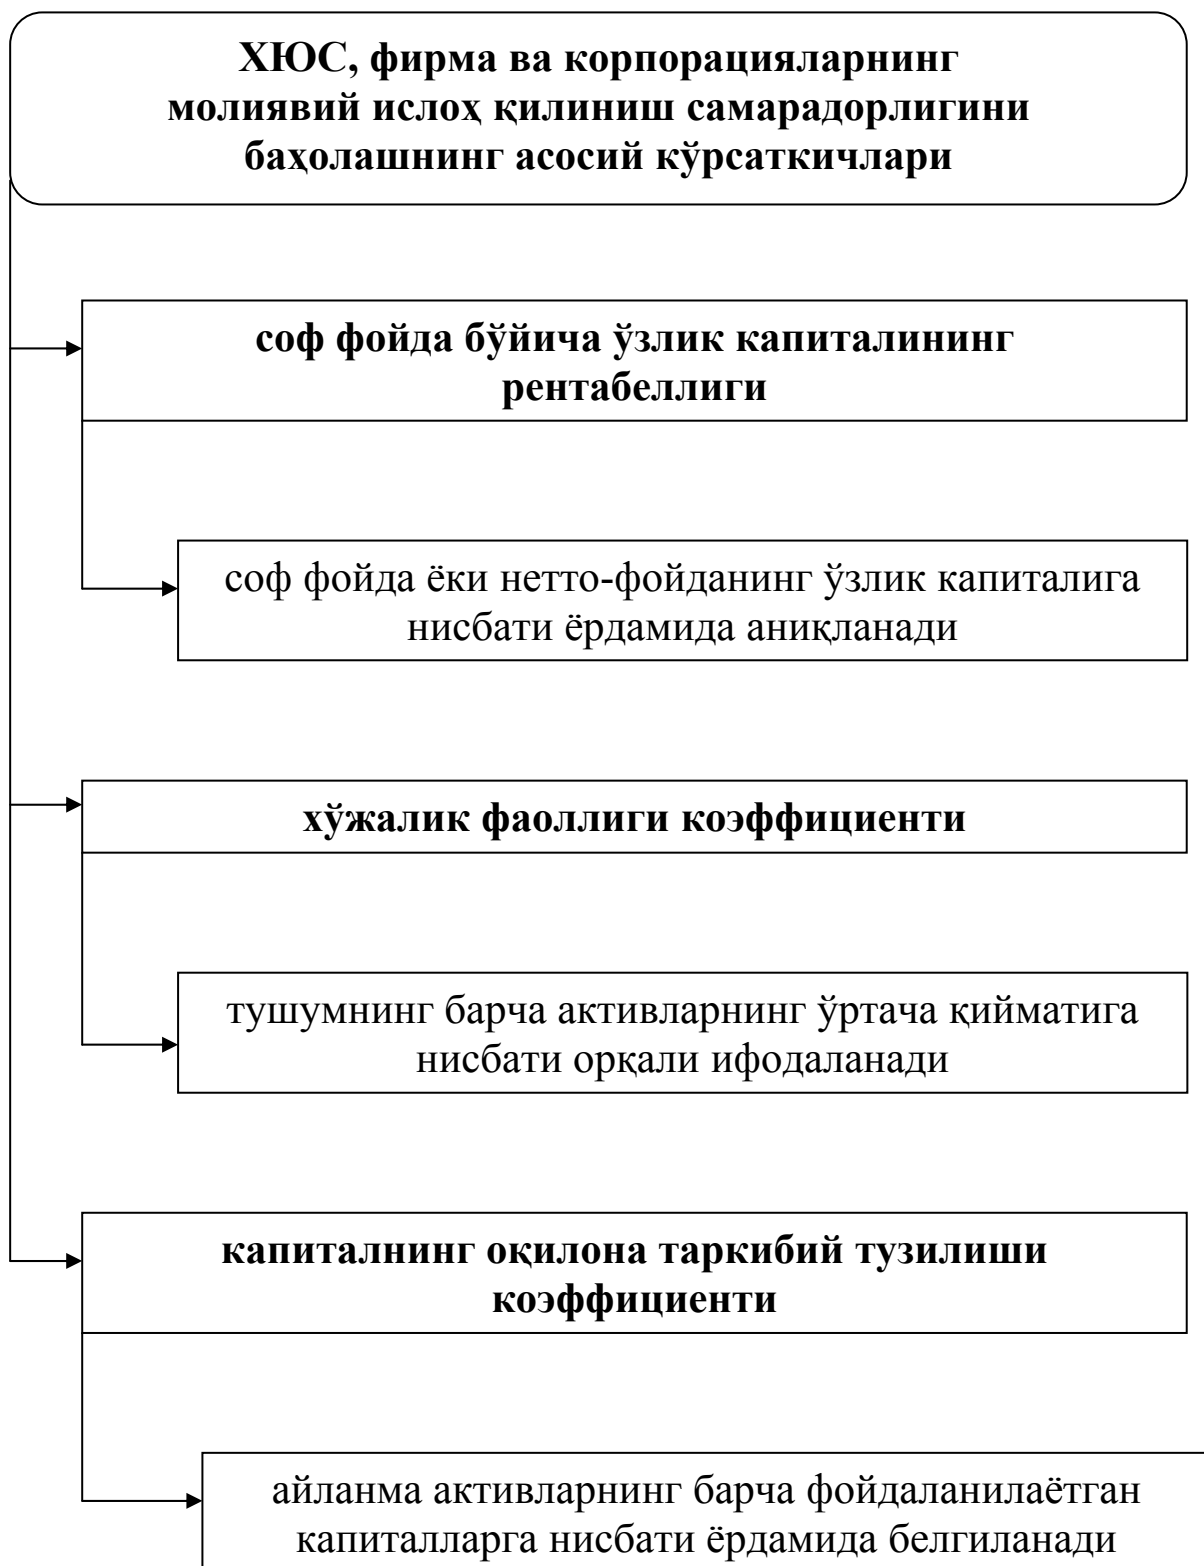 ХЮС, фирма ва корпорацияларнинг
молиявий ислоҳ қилиниш самарадорлигини
баҳолашнинг асосий кўрсаткичлари
соф фойда бўйича ўзлик капиталининг
рентабеллиги
соф фойда ёки нетто-фойданинг ўзлик капиталига
нисбати ёрдамида аниқланади
хўжалик фаоллиги коэффициенти
тушумнинг барча активларнинг ўртача қийматига
нисбати орқали ифодаланади
капиталнинг оқилона таркибий тузилиши
коэффициенти
айланма активларнинг барча фойдаланилаётган
капиталларга нисбати ёрдамида белгиланади